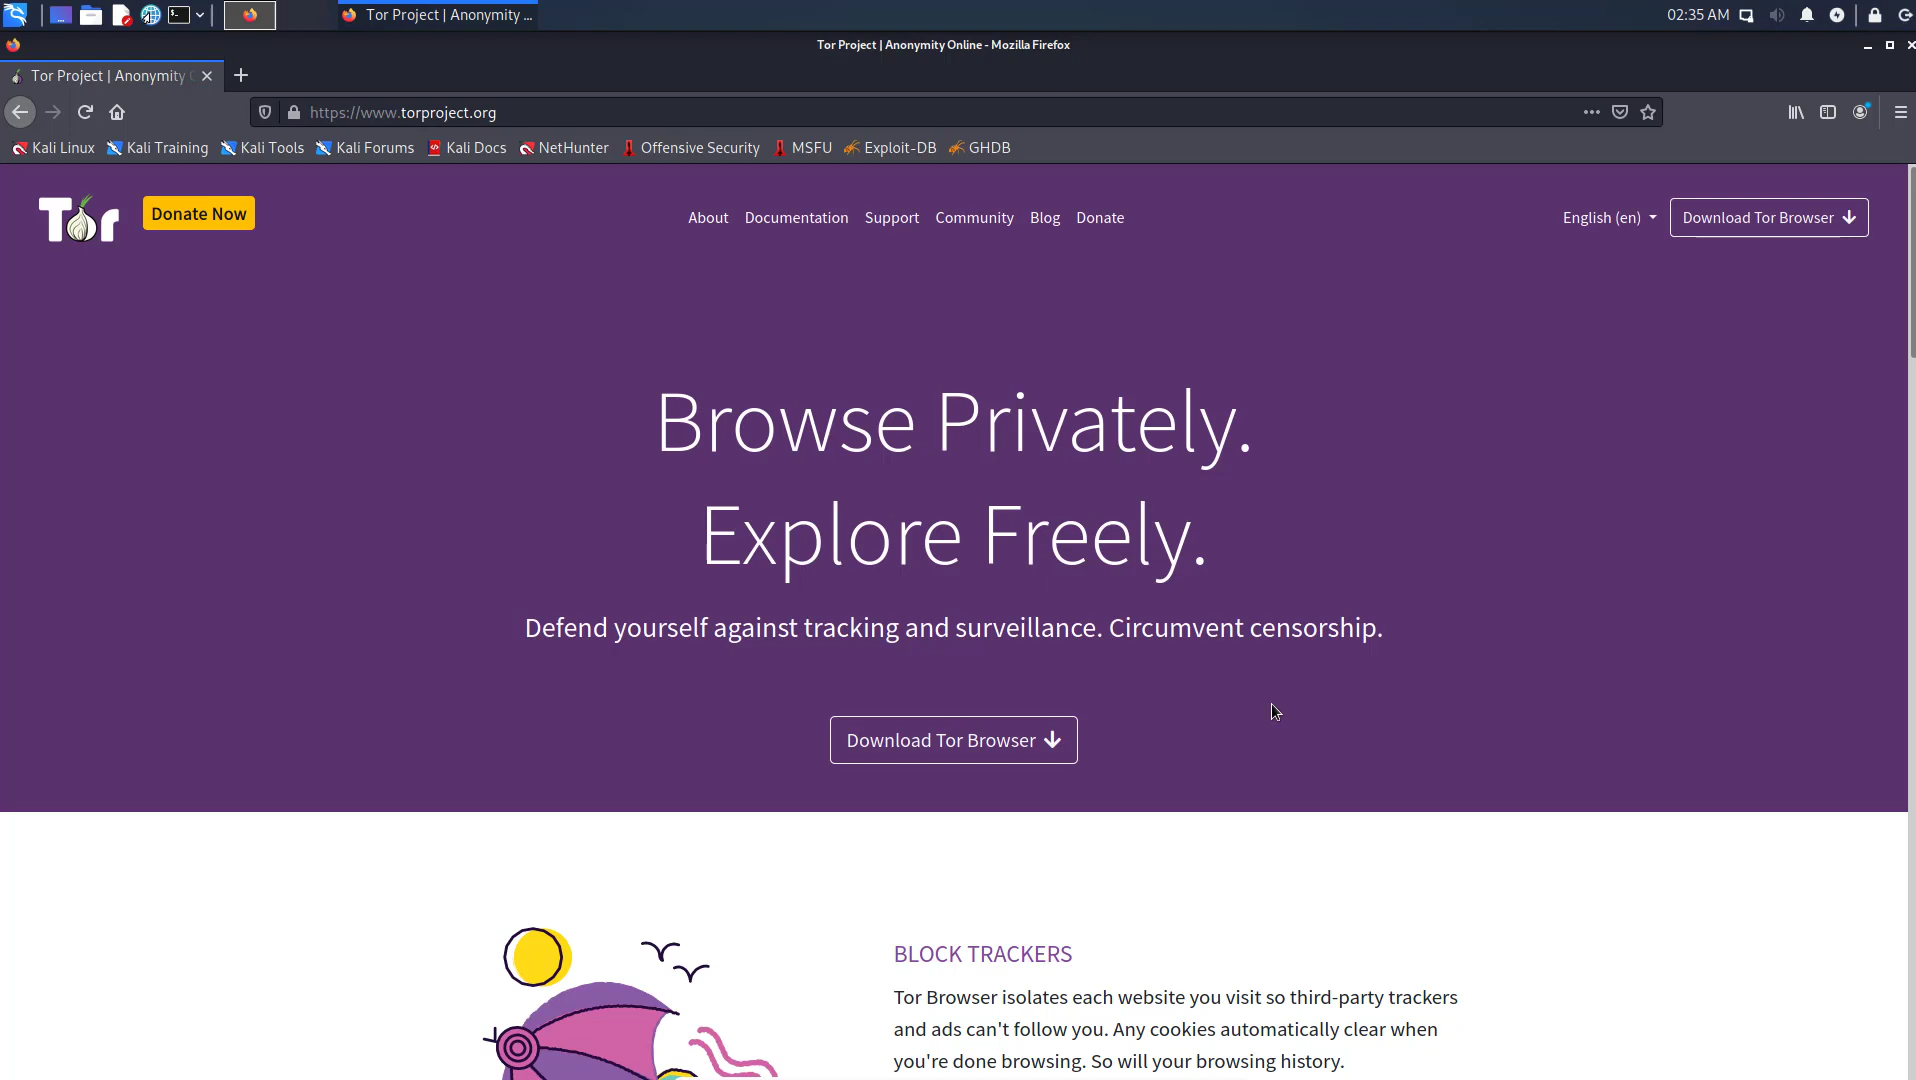 Tor Project | Anonymity ...
02:35 AM
Tor Project | Anonymity Online - Mozilla Firefox
Tor Project | Anonymity
https://www.torproject.org
Kali Linux Kali Training Kali Tools Kali Forums Kali Docs NetHunter Offensive Security MSFU Exploit-DB GHDB
Tor Donate Now About Documentation Support Community Blog Donate English (en) Download Tor Browser
Browse Privately.
Explore Freely.
Defend yourself against tracking and surveillance. Circumvent censorship.
Download Tor Browser
BLOCK TRACKERS
Tor Browser isolates each website you visit so third-party trackers
and ads can't follow you. Any cookies automatically clear when
you're done browsing. So will your browsing history.